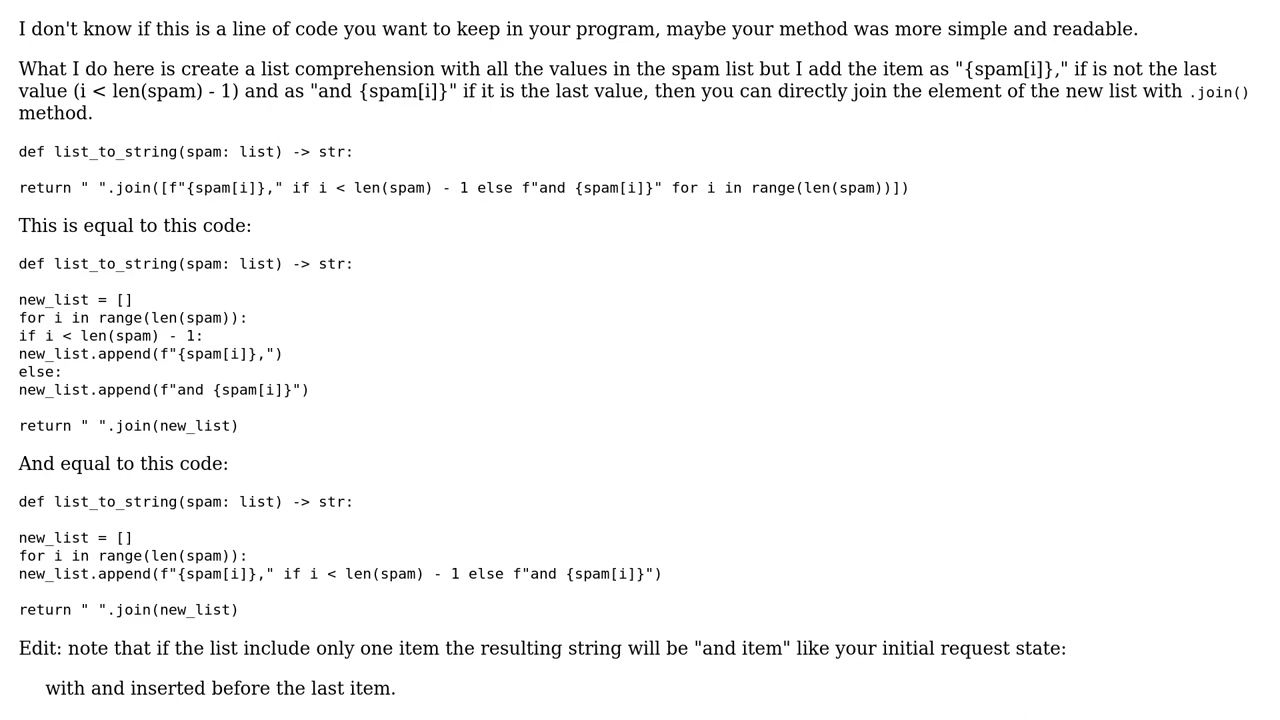 I don't know if this is a line of code you want to keep in your program, maybe your method was more simple and readable.
What I do here is create a list comprehension with all the values in the spam list but I add the item as "{spam[i]}," if is not the last
value (i < len(spam) - 1) and as "and {spam[i]}" if it is the last value, then you can directly join the element of the new list with .join()
method.
def list_to_string(spam: list) -> str:
return " ".join([f"{spam[i]}," if i < len(spam) - 1 else f"and {spam[i]}" for i in range(len(spam))])
This is equal to this code:
def list_to_string(spam: list) -> str:
new_list = []
for i in range(len(spam)):
if i < len(spam) - 1:
new_list.append(f"{spam[i]},")
else:
new_list.append(f"and {spam[i]}")
return " ".join(new_list)
And equal to this code:
def list_to_string(spam: list) -> str:
new_list = []
for i in range(len(spam)):
new_list.append(f"{spam[i]}," if i < len(spam) - 1 else f"and {spam[i]}")
return " ".join(new_list)
Edit: note that if the list include only one item the resulting string will be "and item" like your initial request state:
with and inserted before the last item.